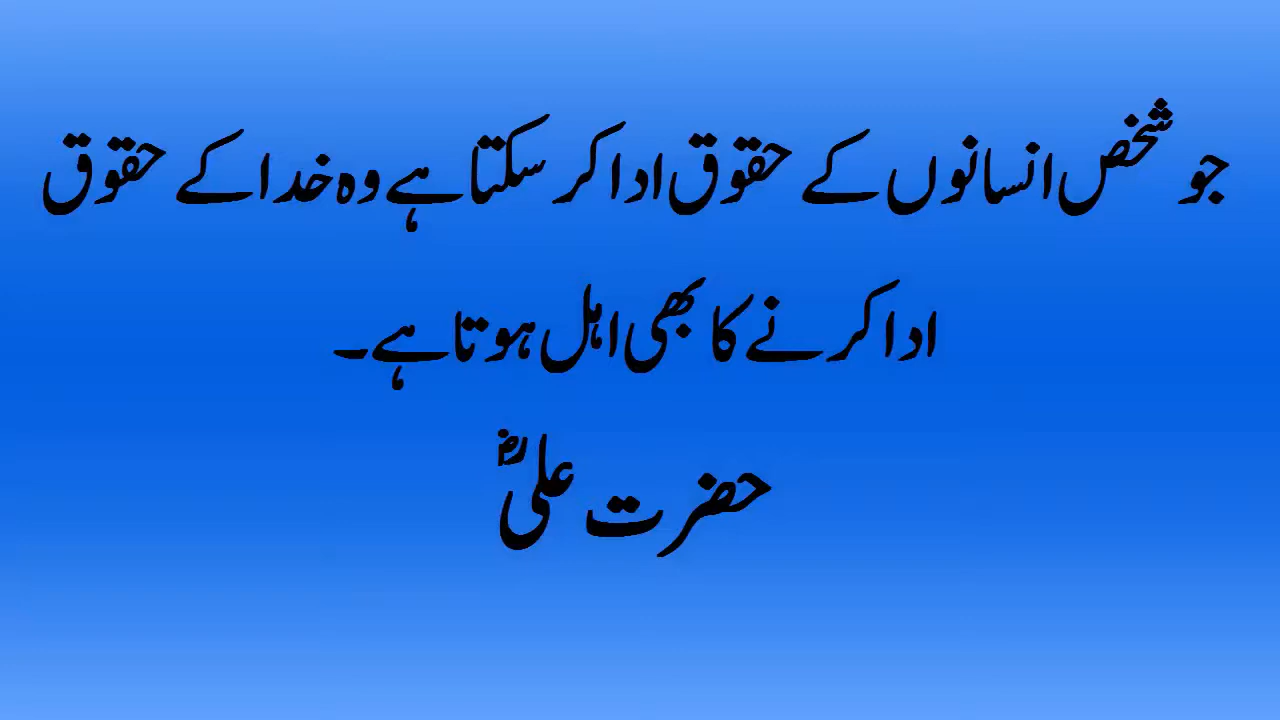 جو شخص انسانوں کے حقوق ادا کر سکتا ہے وہ خدا کے حقوق
ادا کرنے کا بھی اہل ہوتا ہے۔
حضرت علیؓ